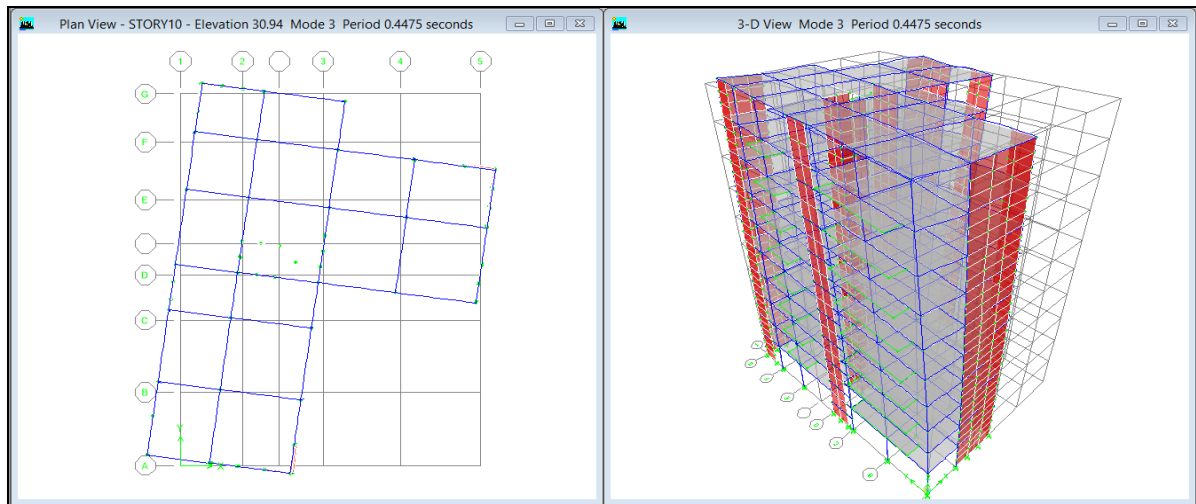 Plan View - STORY10 - Elevation 30.94 Mode 3 Period 0.4475 seconds
1 2 3 4 5
G
F
E
D
C
B
A
Y
X
3-D View Mode 3 Period 0.4475 seconds